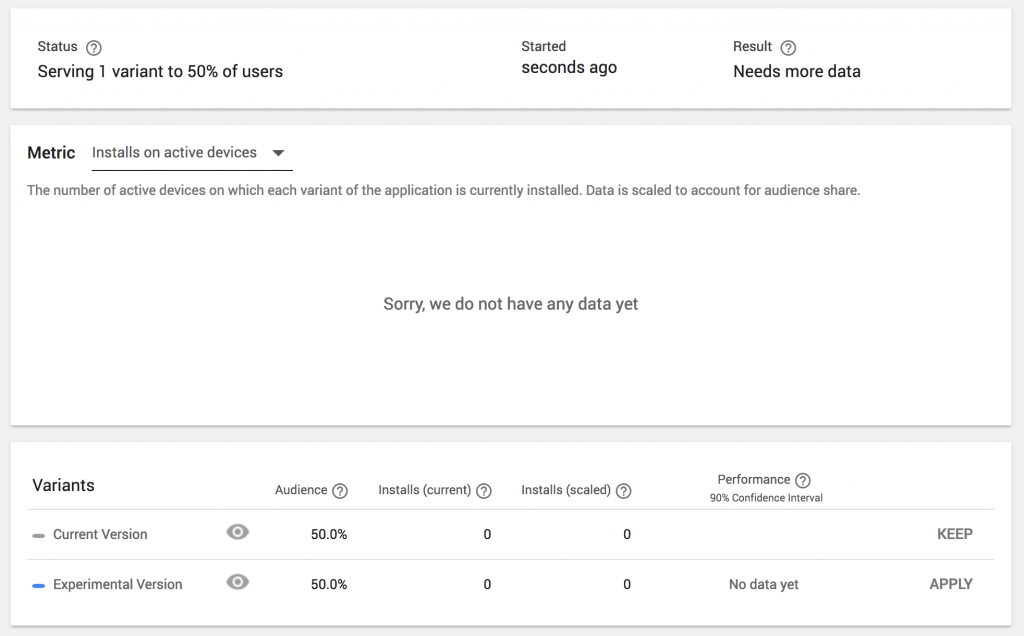 Status
Started
Result
Serving 1 variant to 50% of users
seconds ago
Needs more data
Metric Installs on active devices
The number of active devices on which each variant of the application is currently installed. Data is scaled to account for audience share.
Sorry, we do not have any data yet
Variants Audience Installs (current) Installs (scaled) Performance
90% Confidence Interval
Current Version 50.0% 0 0 KEEP
Experimental Version 50.0% 0 0 No data yet APPLY